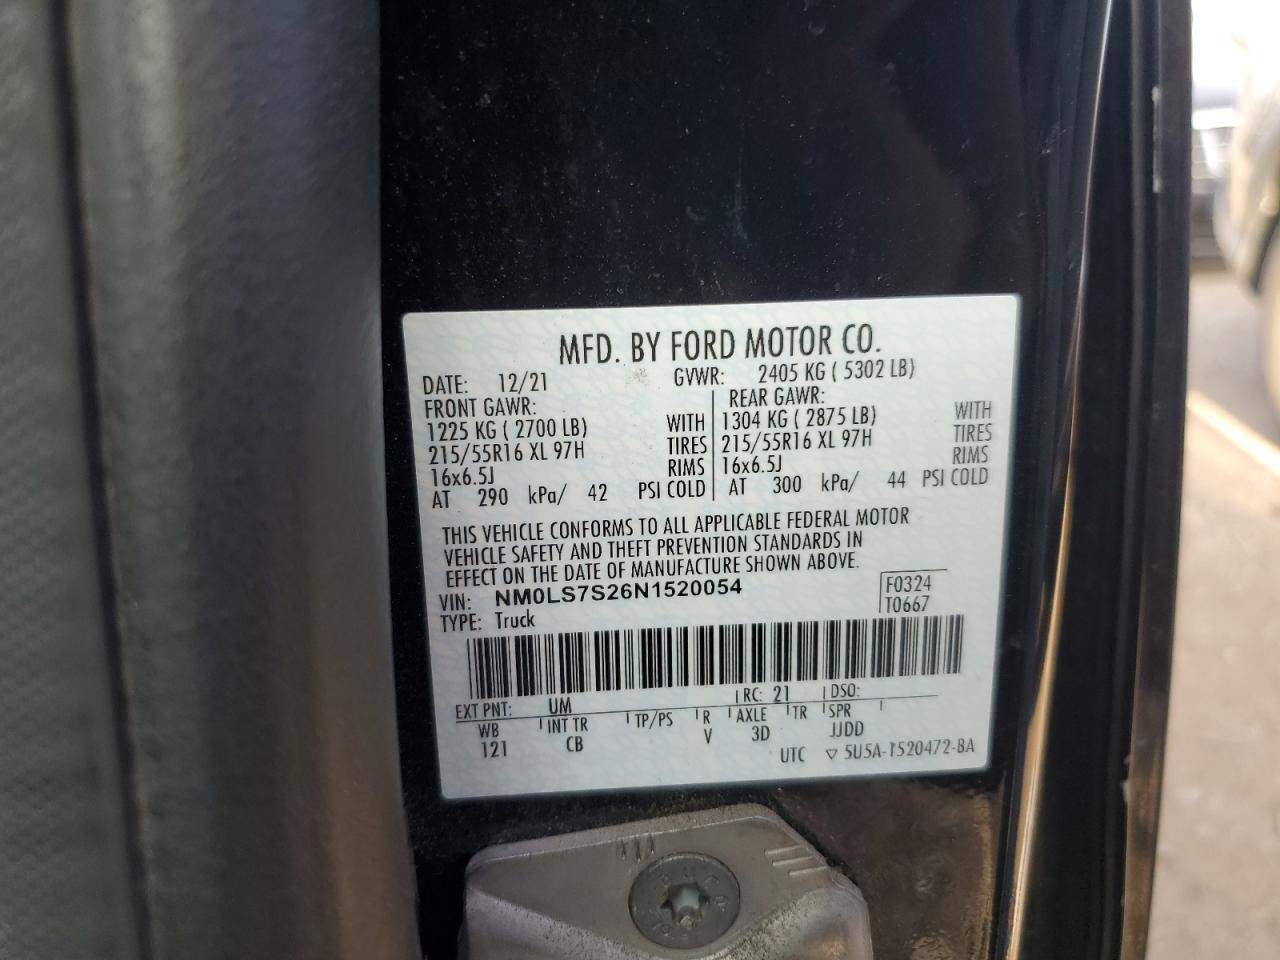 MFD. BY FORD MOTOR CO.
DATE: 12/21 GVWR: 2405 KG ( 5302 LB)
FRONT GAWR: REAR GAWR:
1225 KG ( 2700 LB) WITH 1304 KG ( 2875 LB) WITH
215/55R16 XL 97H TIRES 215/55R16 XL 97H TIRES
16x6.5J RIMS 16x6.5J RIMS
AT 290 kPa/ 42 PSI COLD AT 300 kPa/ 44 PSI COLD
THIS VEHICLE CONFORMS TO ALL APPLICABLE FEDERAL MOTOR
VEHICLE SAFETY AND THEFT PREVENTION STANDARDS IN
EFFECT ON THE DATE OF MANUFACTURE SHOWN ABOVE.
VIN: NM0LS7S26N1520054 F0324
TYPE: Truck T0667
EXT PNT: UM RC: 21 DSO:
WB INT TR TP/PS R AXLE TR SPR
121 CB V 3D JJDD
UTC ▽ 5U5A-1520472-BA